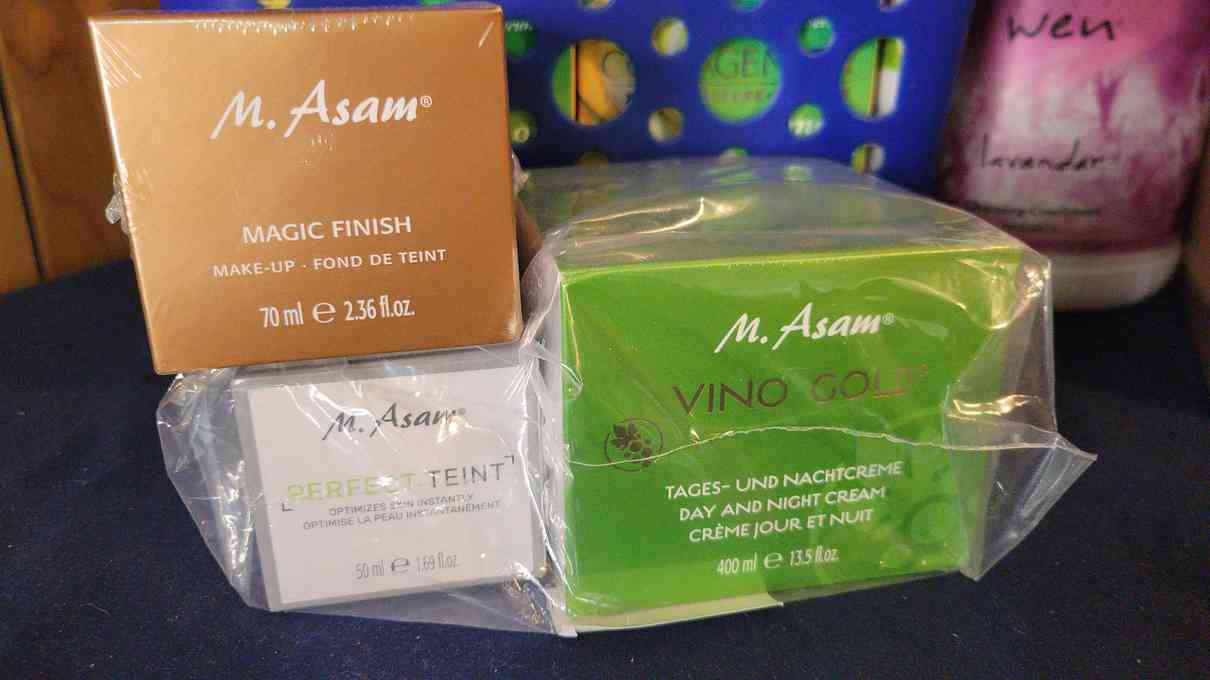 M. Asam®
MAGIC FINISH
MAKE-UP · FOND DE TEINT
70 ml ℮ 2.36 fl.oz.
M. Asam®
PERFECT TEINT
OPTIMIZES SKIN INSTANTLY
OPTIMISE LA PEAU INSTANTANÉMENT
50 ml ℮ 1.69 fl.oz.
M. Asam®
VINO GOLD®
TAGES- UND NACHTCREME
DAY AND NIGHT CREAM
CRÈME JOUR ET NUIT
400 ml ℮ 13.5 fl.oz.
wen
lavender